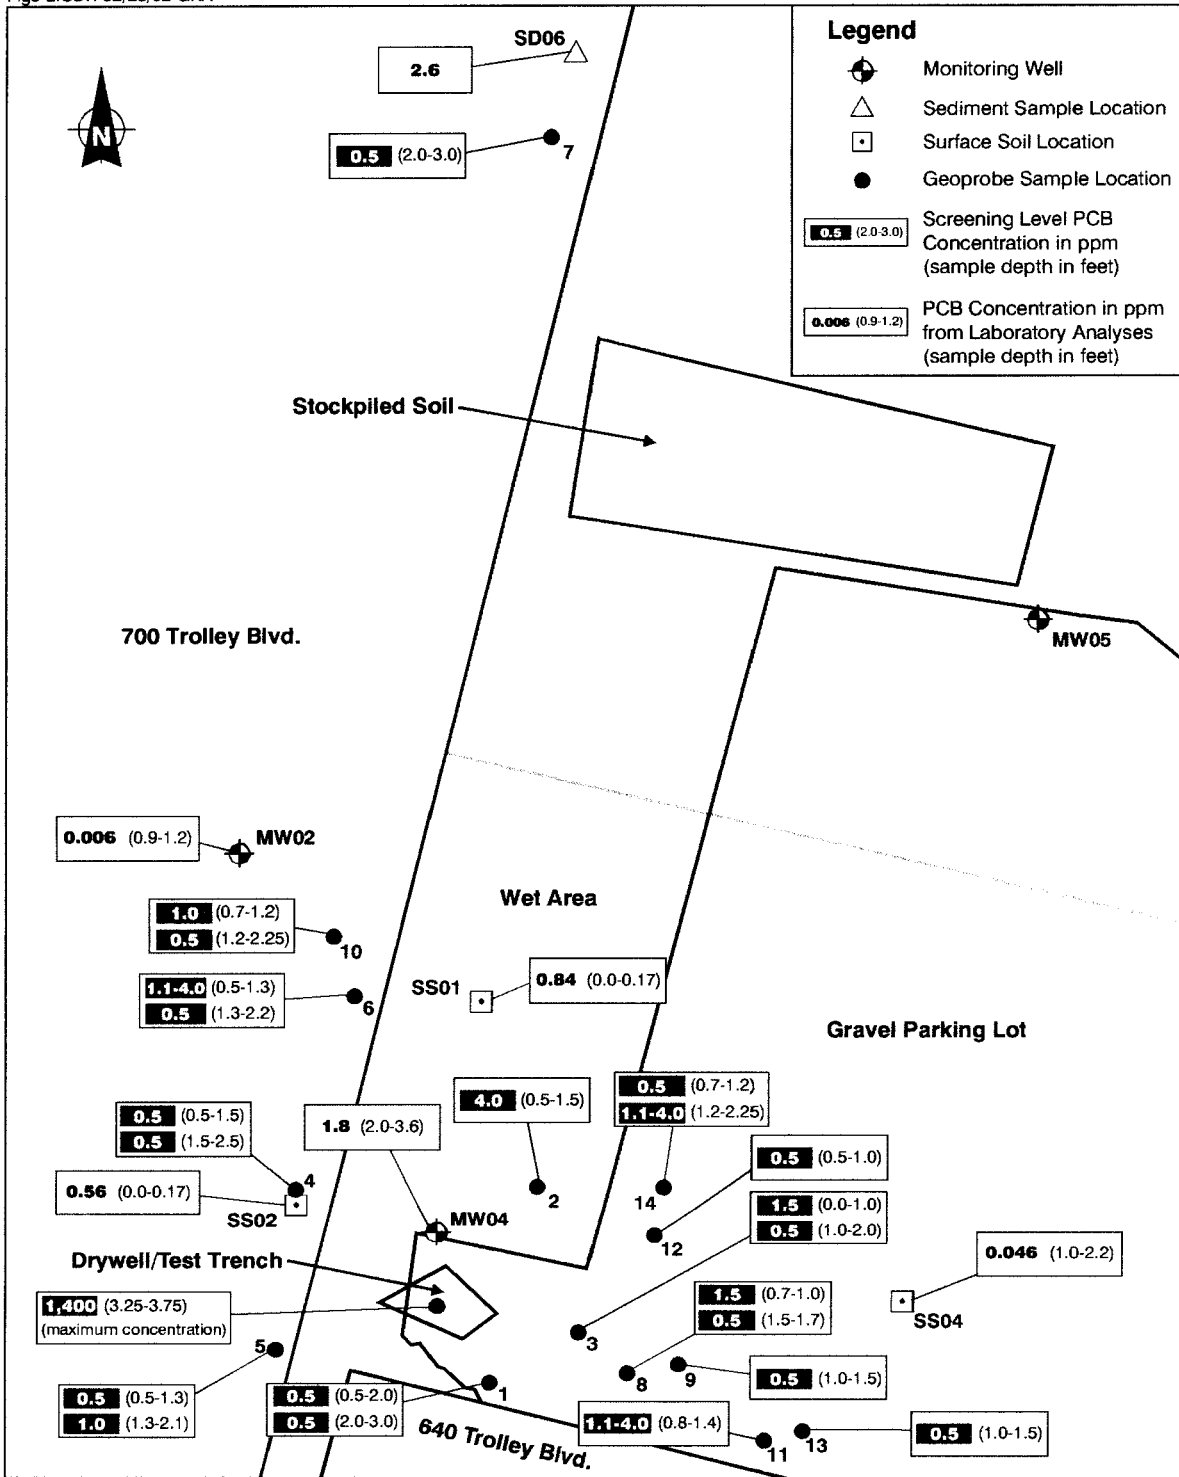 SD06
2.6
N
0.5 (2.0-3.0)
7
Legend
Monitoring Well
Sediment Sample Location
Surface Soil Location
Geoprobe Sample Location
0.5 (2.0-3.0)
Screening Level PCB
Concentration in ppm
(sample depth in feet)
0.006 (0.9-1.2)
PCB Concentration in ppm
from Laboratory Analyses
(sample depth in feet)
Stockpiled Soil
700 Trolley Blvd.
MW05
0.006 (0.9-1.2)
MW02
Wet Area
1.0 (0.7-1.2)
0.5 (1.2-2.25)
10
1.1-4.0 (0.5-1.3)
0.5 (1.3-2.2)
6
SS01
0.84 (0.0-0.17)
Gravel Parking Lot
0.5 (0.5-1.5)
0.5 (1.5-2.5)
4
1.8 (2.0-3.6)
4.0 (0.5-1.5)
2
0.5 (0.7-1.2)
1.1-4.0 (1.2-2.25)
14
0.56 (0.0-0.17)
SS02
MW04
0.5 (0.5-1.0)
12
1.5 (0.0-1.0)
0.5 (1.0-2.0)
3
0.046 (1.0-2.2)
SS04
Drywell/Test Trench
1,400 (3.25-3.75)
(maximum concentration)
5
1.5 (0.7-1.0)
0.5 (1.5-1.7)
8
9
0.5 (1.0-1.5)
0.5 (0.5-1.3)
1.0 (1.3-2.1)
0.5 (0.5-2.0)
0.5 (2.0-3.0)
1
640 Trolley Blvd.
1.1-4.0 (0.8-1.4)
11
13
0.5 (1.0-1.5)